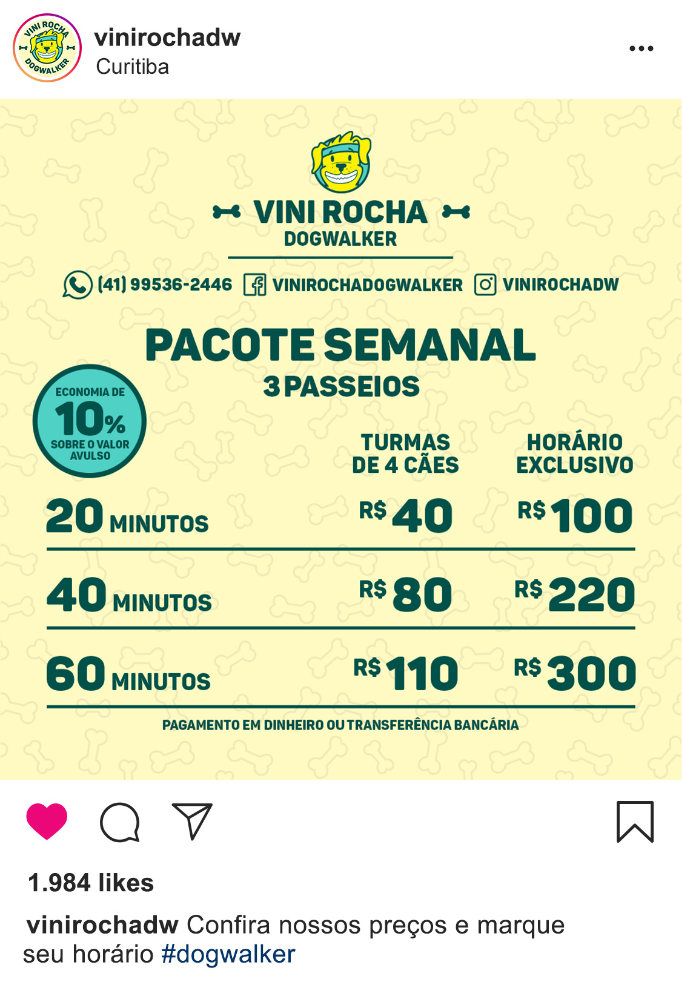 vinirochadw
Curitiba
VINI ROCHA
DOGWALKER
VINI ROCHA
DOGWALKER
(41) 99536-2446 VINIROCHADOGWALKER VINIROCHADW
PACOTE SEMANAL
3 PASSEIOS
ECONOMIA DE
10%
SOBRE O VALOR
AVULSO
TURMAS
DE 4 CÃES
HORÁRIO
EXCLUSIVO
20 MINUTOS R$ 40 R$ 100
40 MINUTOS R$ 80 R$ 220
60 MINUTOS R$ 110 R$ 300
PAGAMENTO EM DINHEIRO OU TRANSFERÊNCIA BANCÁRIA
1.984 likes
vinirochadw Confira nossos preços e marque
seu horário #dogwalker